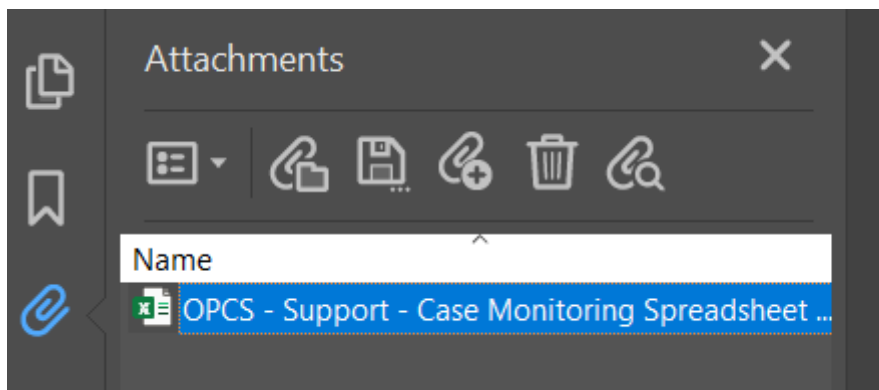 Attachments
Name
OPCS - Support - Case Monitoring Spreadsheet ...